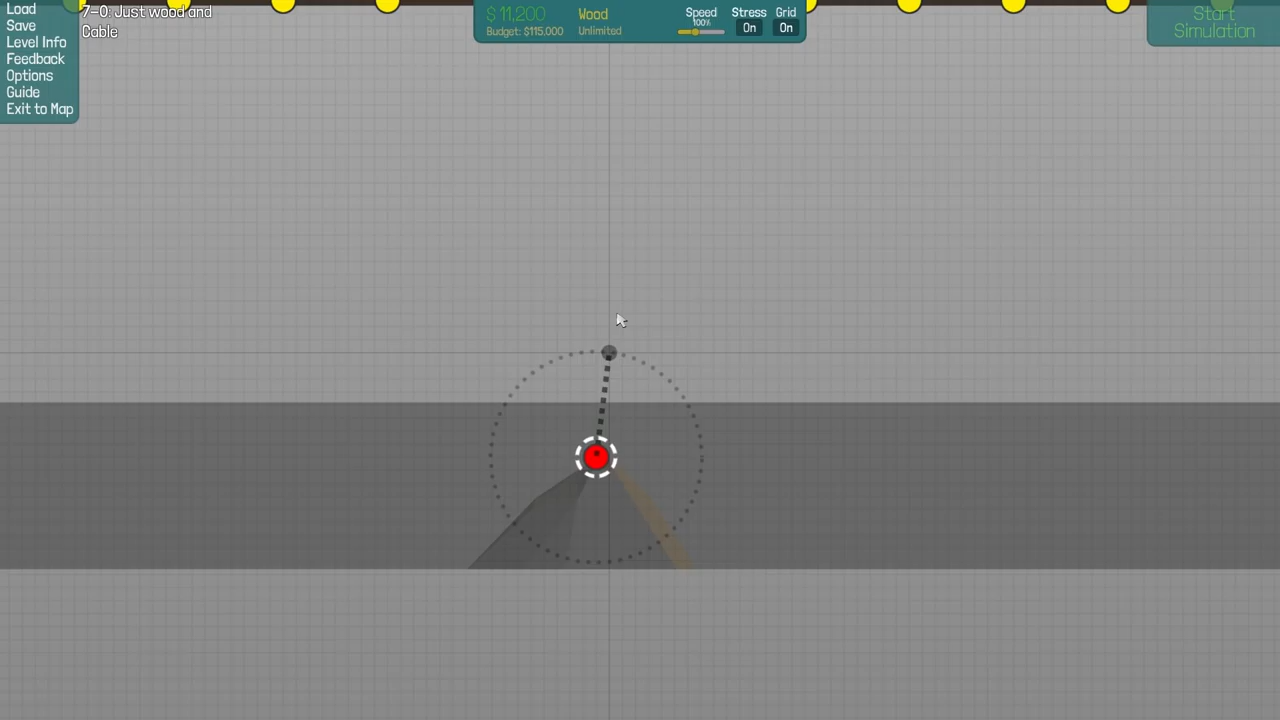 Load
Save
Level Info
Feedback
Options
Guide
Exit to Map
7-0: Just wood and
Cable
$11,200
Budget: $115,000
Wood
Unlimited
Speed
100%
Stress
On
Grid
On
Start
Simulation